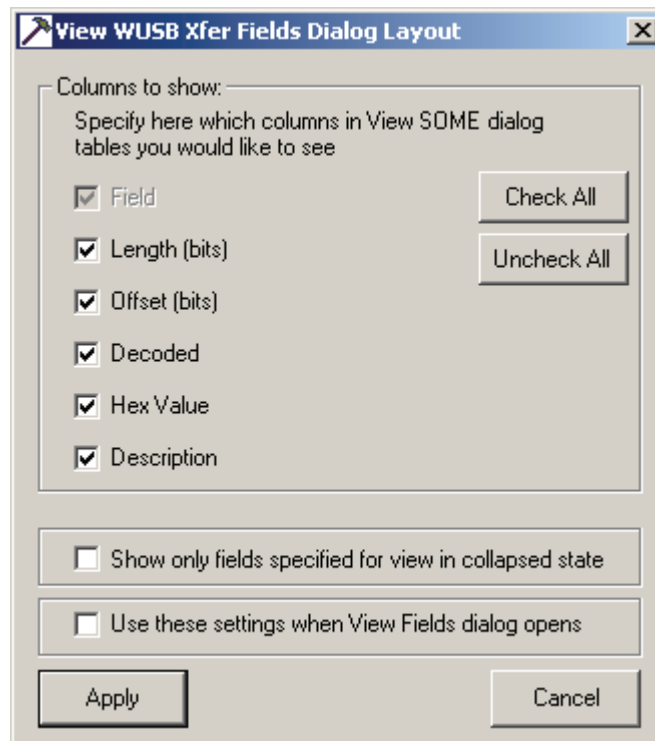 View WUSB Xfer Fields Dialog Layout
Columns to show:
Specify here which columns in View SOME dialog
tables you would like to see
Field
Check All
Length (bits)
Uncheck All
Offset (bits)
Decoded
Hex Value
Description
Show only fields specified for view in collapsed state
Use these settings when View Fields dialog opens
Apply
Cancel